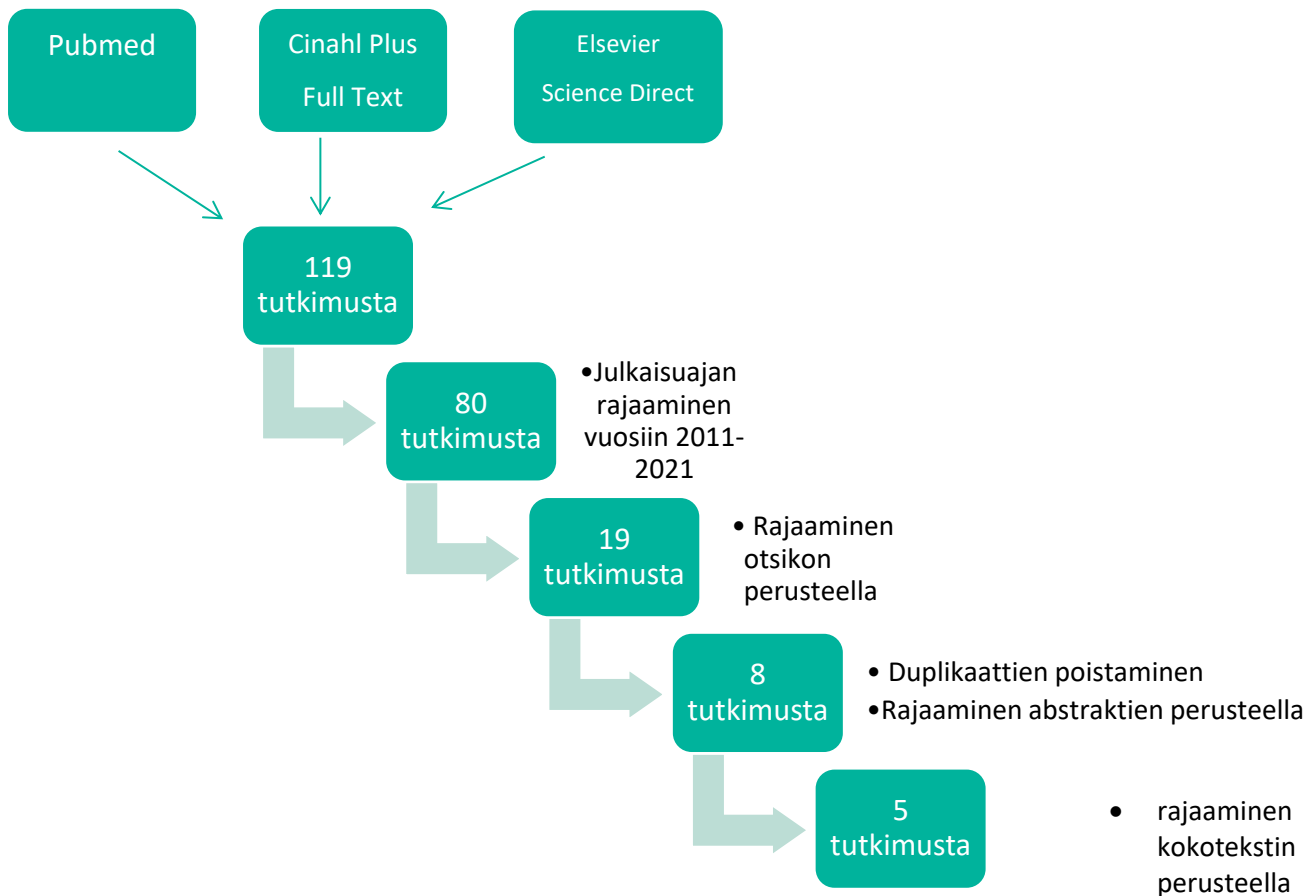 Pubmed
Cinahl Plus
Full Text
Elsevier
Science Direct
119
tutkimusta
80
tutkimusta
•Julkaisuajan
rajaaminen
vuosiin 2011-
2021
19
tutkimusta
• Rajaaminen
otsikon
perusteella
8
tutkimusta
• Duplikaattien poistaminen
•Rajaaminen abstraktien perusteella
5
tutkimusta
• rajaaminen
kokotekstin
perusteella